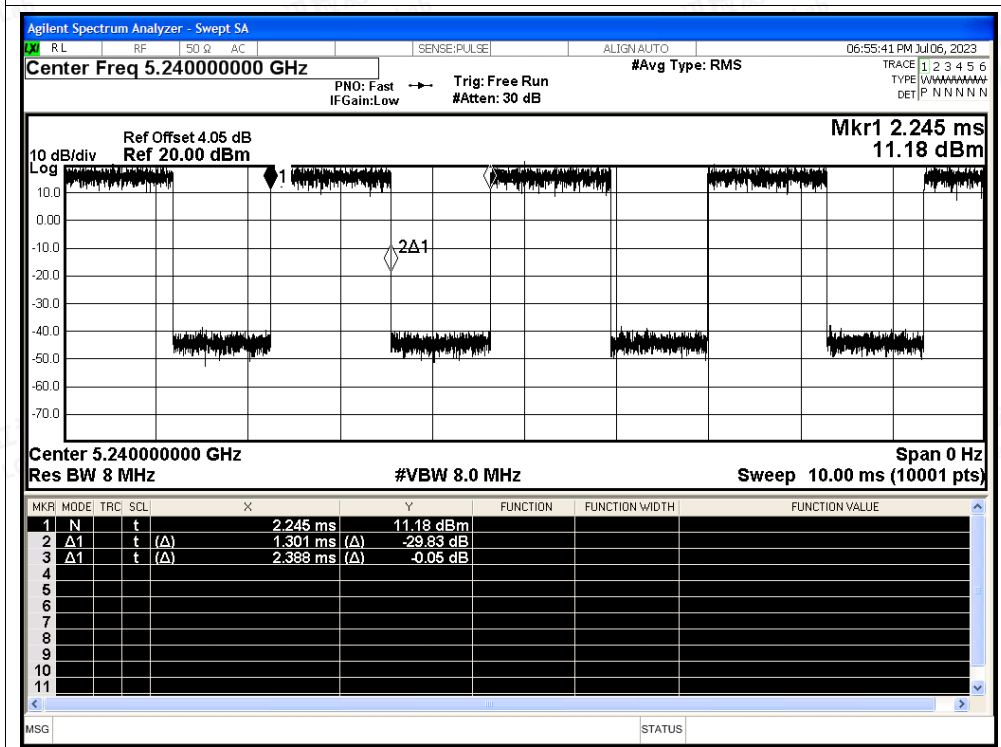 Agilent Spectrum Analyzer - Swept SA
LXI RL RF 50 Ω AC SENSE:PULSE ALIGN AUTO 06:55:41 PM Jul 06, 2023
Center Freq 5.240000000 GHz #Avg Type: RMS TRACE 1 2 3 4 5 6
PNO: Fast Trig: Free Run TYPE WWWWWW
IFGain:Low #Atten: 30 dB DET P N N N N N
Mkr1 2.245 ms
Ref Offset 4.05 dB
10 dB/div Ref 20.00 dBm 11.18 dBm
Log
1
10.0
0.00
-10.0
2Δ1
-20.0
-30.0
-40.0
-50.0
-60.0
-70.0
Center 5.240000000 GHz Span 0 Hz
Res BW 8 MHz #VBW 8.0 MHz Sweep 10.00 ms (10001 pts)
MKR MODE TRC SCL X Y FUNCTION FUNCTION WIDTH FUNCTION VALUE
1 N t 2.245 ms 11.18 dBm
2 Δ1 t (Δ) 1.301 ms (Δ) -29.83 dB
3 Δ1 t (Δ) 2.388 ms (Δ) -0.05 dB
4
5
6
7
8
9
10
11
MSG STATUS